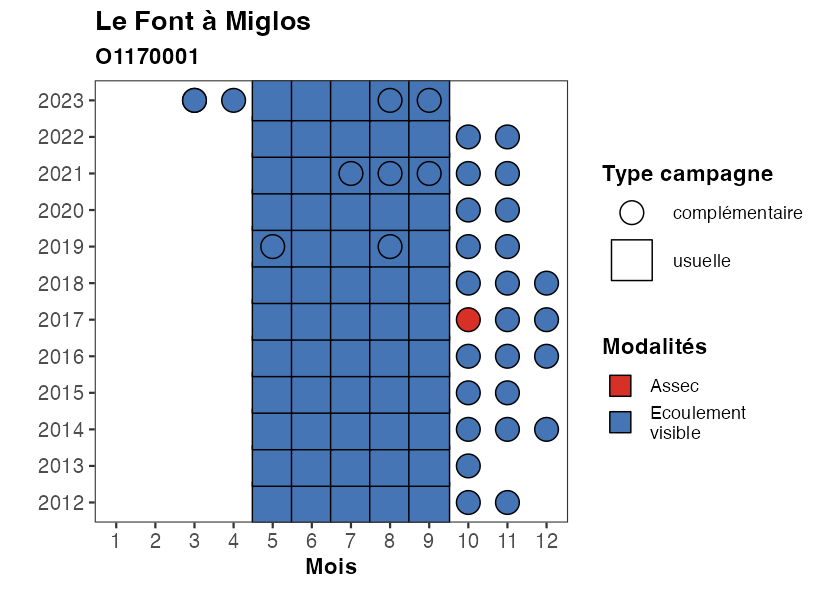 Le Font à Miglos
O1170001
2023
2022
2021
2020
2019
2018
2017
2016
2015
2014
2013
2012
1 2 3 4 5 6 7 8 9 10 11 12
Mois
Type campagne
complémentaire
usuelle
Modalités
Assec
Ecoulement
visible